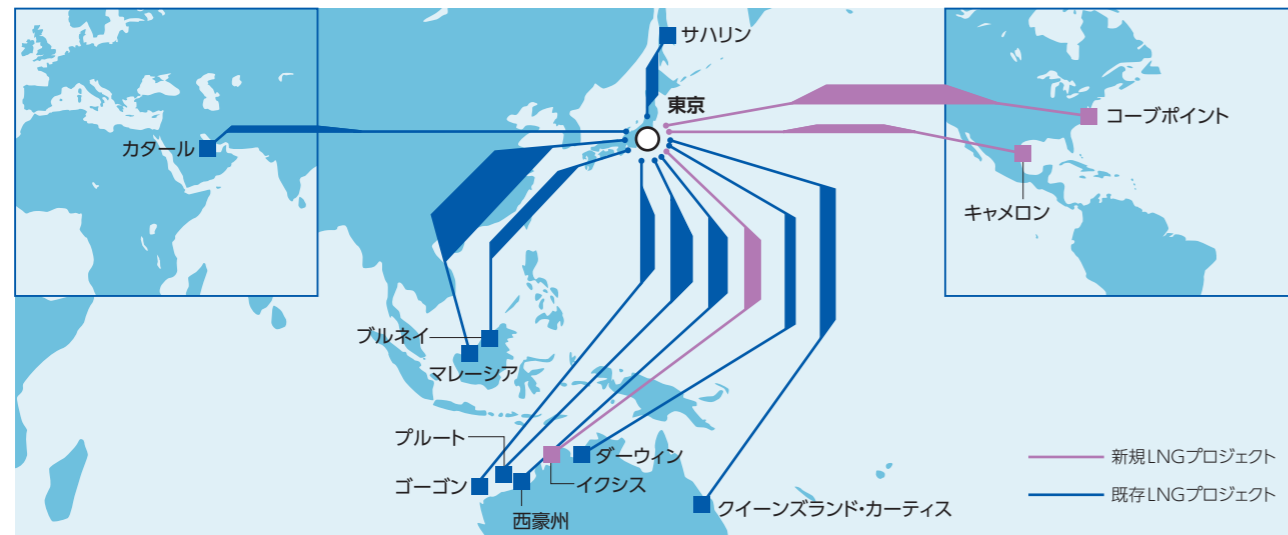 サハリン
東京
カタール
コーブポイント
キャメロン
ブルネイ
マレーシア
プルート
ゴーゴン
西豪州
イクシス
ダーウィン
クイーンズランド・カーティス
新規LNGプロジェクト
既存LNGプロジェクト